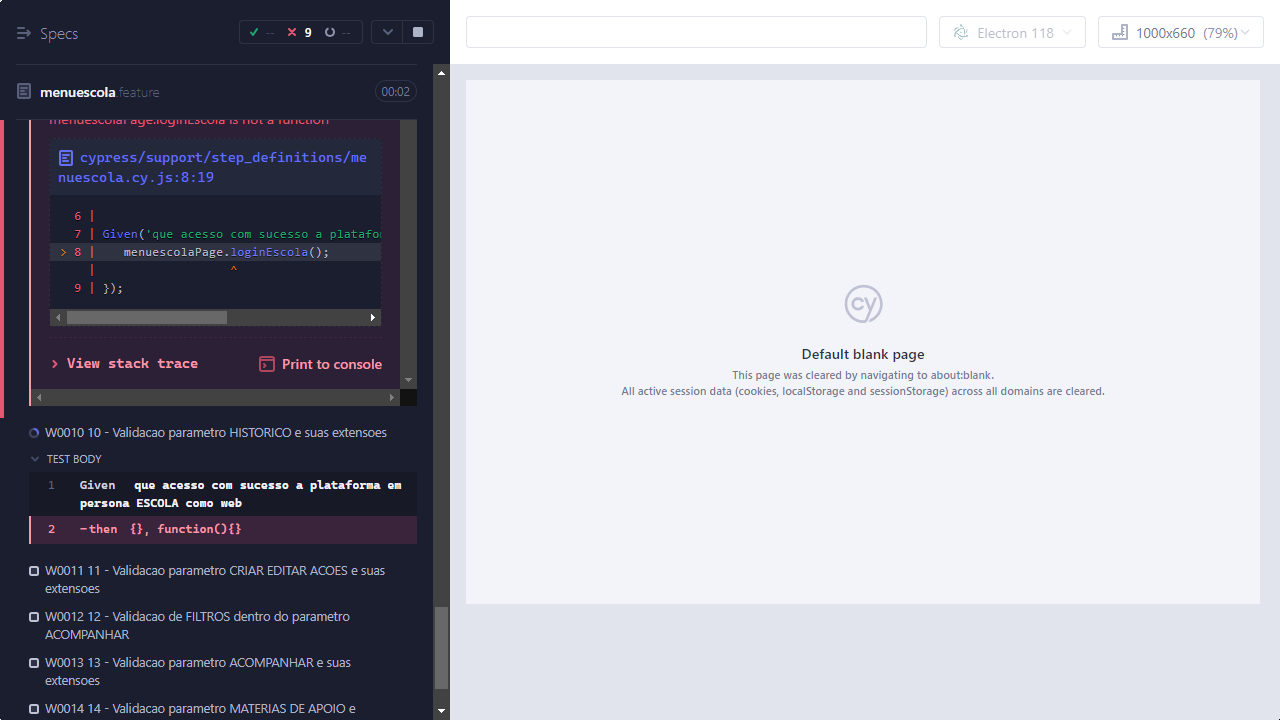 Specs
-- 9 --
Electron 118
1000x660 (79%)
menuescola.feature
00:02
menuescolaPage.loginEscola is not a function
cypress/support/step_definitions/me
nuescola.cy.js:8:19
6 |
7 | Given('que acesso com sucesso a platafor
> 8 | menuescolaPage.loginEscola();
| ^
9 | });
View stack trace
Print to console
W0010 10 - Validacao parametro HISTORICO e suas extensoes
TEST BODY
1 Given que acesso com sucesso a plataforma em
persona ESCOLA como web
2 -then {}, function(){}
W0011 11 - Validacao parametro CRIAR EDITAR ACOES e suas
extensoes
W0012 12 - Validacao de FILTROS dentro do parametro
ACOMPANHAR
W0013 13 - Validacao parametro ACOMPANHAR e suas
extensoes
W0014 14 - Validacao parametro MATERIAS DE APOIO e
cy
Default blank page
This page was cleared by navigating to about:blank.
All active session data (cookies, localStorage and sessionStorage) across all domains are cleared.